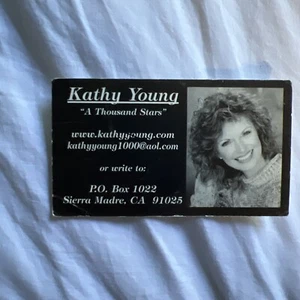 Kathy Young
"A Thousand Stars"
www.kathyyoung.com
kathyyoung1000@aol.com
or write to:
P.O. Box 1022
Sierra Madre, CA 91025